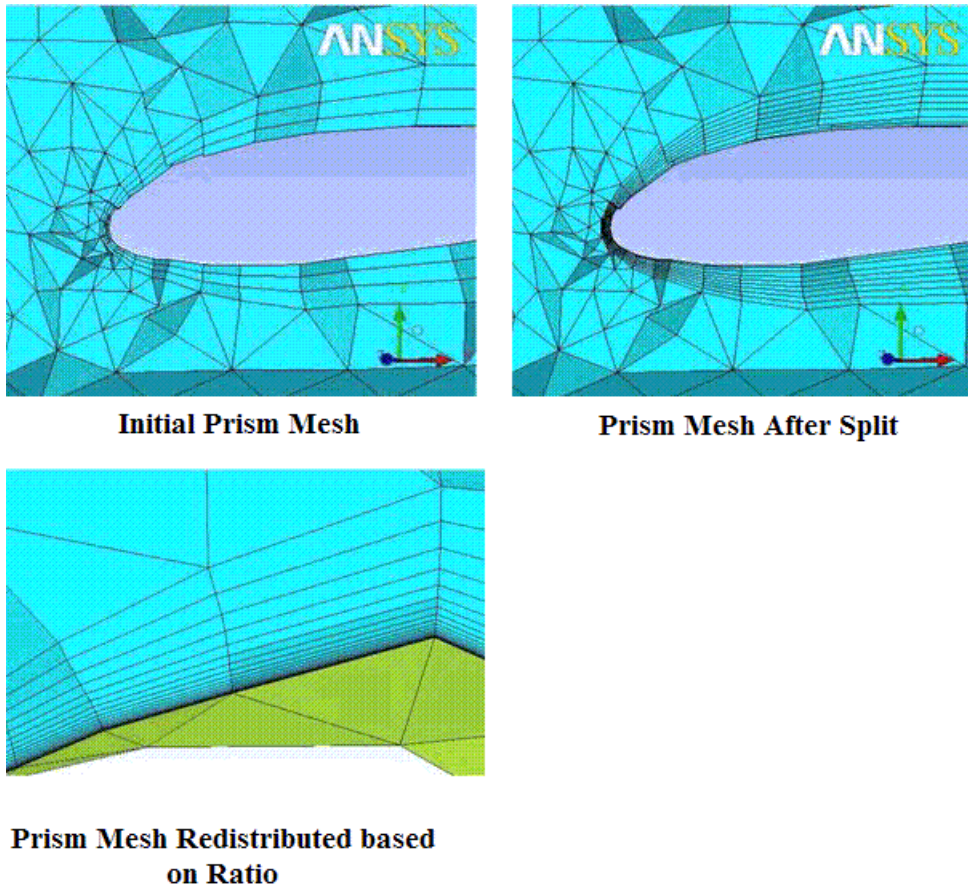 ANSYS
ANSYS
Initial Prism Mesh
Prism Mesh After Split
Prism Mesh Redistributed based
on Ratio